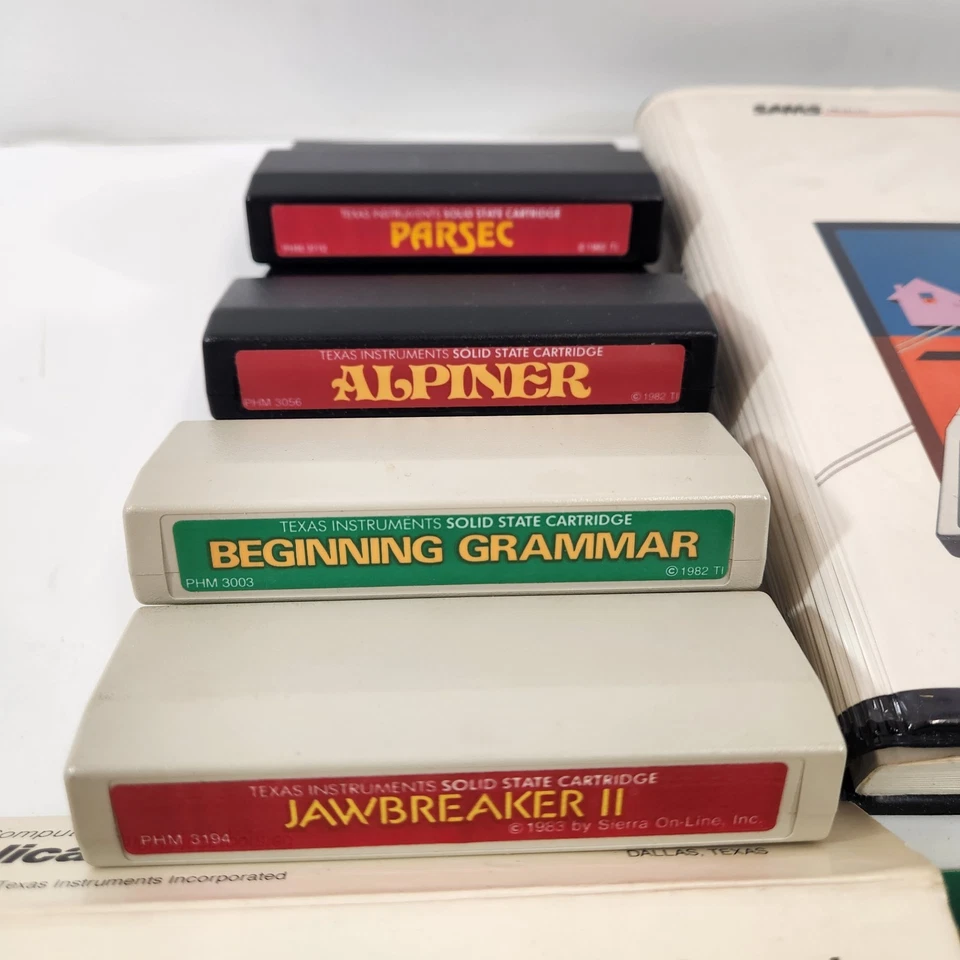 SAMS
TEXAS INSTRUMENTS SOLID STATE CARTRIDGE
PARSEC
© 1982 TI
TEXAS INSTRUMENTS SOLID STATE CARTRIDGE
ALPINER
PHM 3056
© 1982 TI
TEXAS INSTRUMENTS SOLID STATE CARTRIDGE
BEGINNING GRAMMAR
PHM 3003
© 1982 TI
TEXAS INSTRUMENTS SOLID STATE CARTRIDGE
JAWBREAKER II
PHM 3194
© 1983 by Sierra On-Line, Inc.
DALLAS, TEXAS
Texas Instruments Incorporated